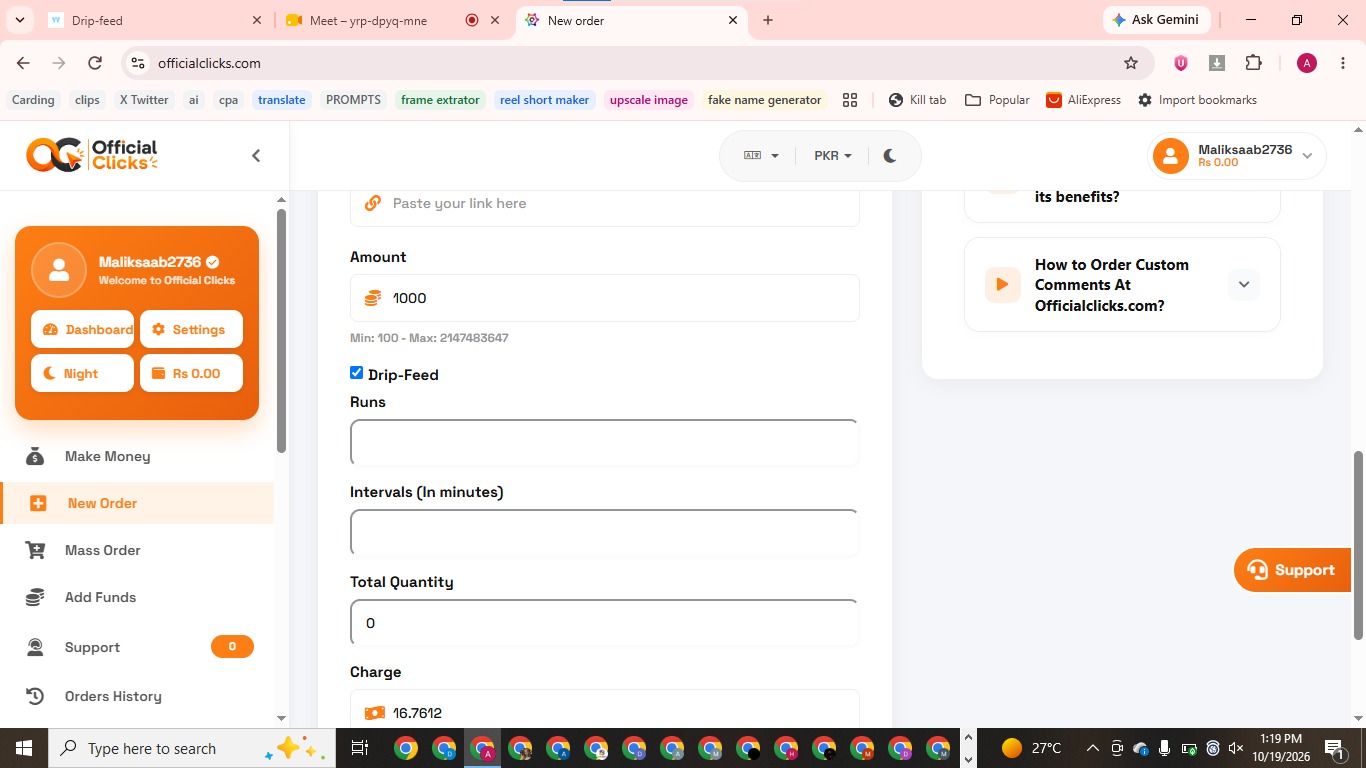 Drip-feed
Meet – yrp-dpyq-mne
New order
Ask Gemini
officialclicks.com
A
Carding
clips
X Twitter
ai
cpa
translate
PROMPTS
frame extrator
reel short maker
upscale image
fake name generator
Kill tab
Popular
AliExpress
Import bookmarks
Official
Clicks
PKR
Maliksaab2736
Rs 0.00
Maliksaab2736
Welcome to Official Clicks
Dashboard
Settings
Night
Rs 0.00
Make Money
New Order
Mass Order
Add Funds
Support
0
Orders History
Paste your link here
Amount
1000
Min: 100 - Max: 2147483647
Drip-Feed
Runs
Intervals (In minutes)
Total Quantity
0
Charge
16.7612
its benefits?
How to Order Custom
Comments At
Officialclicks.com?
Support
Type here to search
27°C
1:19 PM
10/19/2026
1